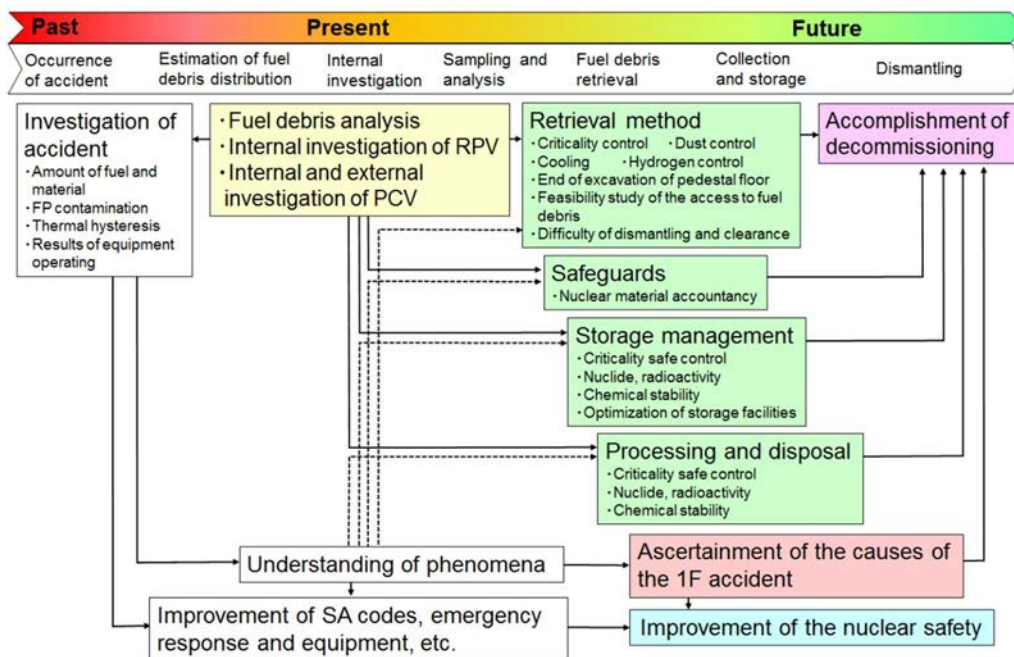 Past
Present
Future
Occurrence
of accident
Estimation of fuel
debris distribution
Internal
investigation
Sampling and
analysis
Fuel debris
retrieval
Collection
and storage
Dismantling
Investigation of
accident
・Amount of fuel and
material
・FP contamination
・Thermal hysteresis
・Results of equipment
operating
・Fuel debris analysis
・Internal investigation of RPV
・Internal and external
investigation of PCV
Retrieval method
・Criticality control ・Dust control
・Cooling ・Hydrogen control
・End of excavation of pedestal floor
・Feasibility study of the access to fuel
debris
・Difficulty of dismantling and clearance
Accomplishment of
decommissioning
Safeguards
・Nuclear material accountancy
Storage management
・Criticality safe control
・Nuclide, radioactivity
・Chemical stability
・Optimization of storage facilities
Processing and disposal
・Criticality safe control
・Nuclide, radioactivity
・Chemical stability
Understanding of phenomena
Ascertainment of the causes of
the 1F accident
Improvement of SA codes, emergency
response and equipment, etc.
Improvement of the nuclear safety